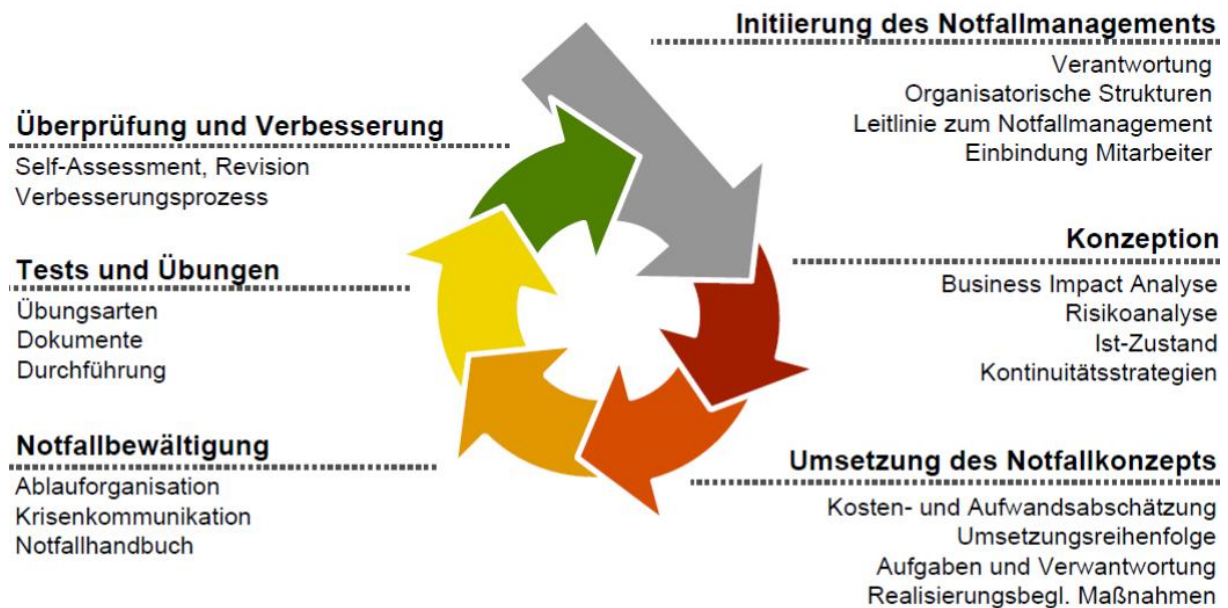 Initiierung des Notfallmanagements
Verantwortung
Organisatorische Strukturen
Leitlinie zum Notfallmanagement
Einbindung Mitarbeiter
Konzeption
Business Impact Analyse
Risikoanalyse
Ist-Zustand
Kontinuitätsstrategien
Umsetzung des Notfallkonzepts
Kosten- und Aufwandsabschätzung
Umsetzungsreihenfolge
Aufgaben und Verwantwortung
Realisierungsbegl. Maßnahmen
Notfallbewältigung
Ablauforganisation
Krisenkommunikation
Notfallhandbuch
Tests und Übungen
Übungsarten
Dokumente
Durchführung
Überprüfung und Verbesserung
Self-Assessment, Revision
Verbesserungsprozess